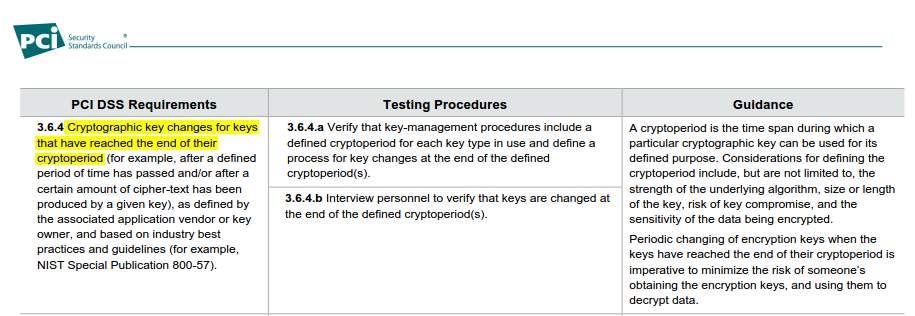 PCI Security
Standards Council ®
PCI DSS Requirements
Testing Procedures
Guidance
3.6.4 Cryptographic key changes for keys
that have reached the end of their
cryptoperiod (for example, after a defined
period of time has passed and/or after a
certain amount of cipher-text has been
produced by a given key), as defined by
the associated application vendor or key
owner, and based on industry best
practices and guidelines (for example,
NIST Special Publication 800-57).
3.6.4.a Verify that key-management procedures include a
defined cryptoperiod for each key type in use and define a
process for key changes at the end of the defined
cryptoperiod(s).
3.6.4.b Interview personnel to verify that keys are changed at
the end of the defined cryptoperiod(s).
A cryptoperiod is the time span during which a
particular cryptographic key can be used for its
defined purpose. Considerations for defining the
cryptoperiod include, but are not limited to, the
strength of the underlying algorithm, size or length
of the key, risk of key compromise, and the
sensitivity of the data being encrypted.
Periodic changing of encryption keys when the
keys have reached the end of their cryptoperiod is
imperative to minimize the risk of someone's
obtaining the encryption keys, and using them to
decrypt data.